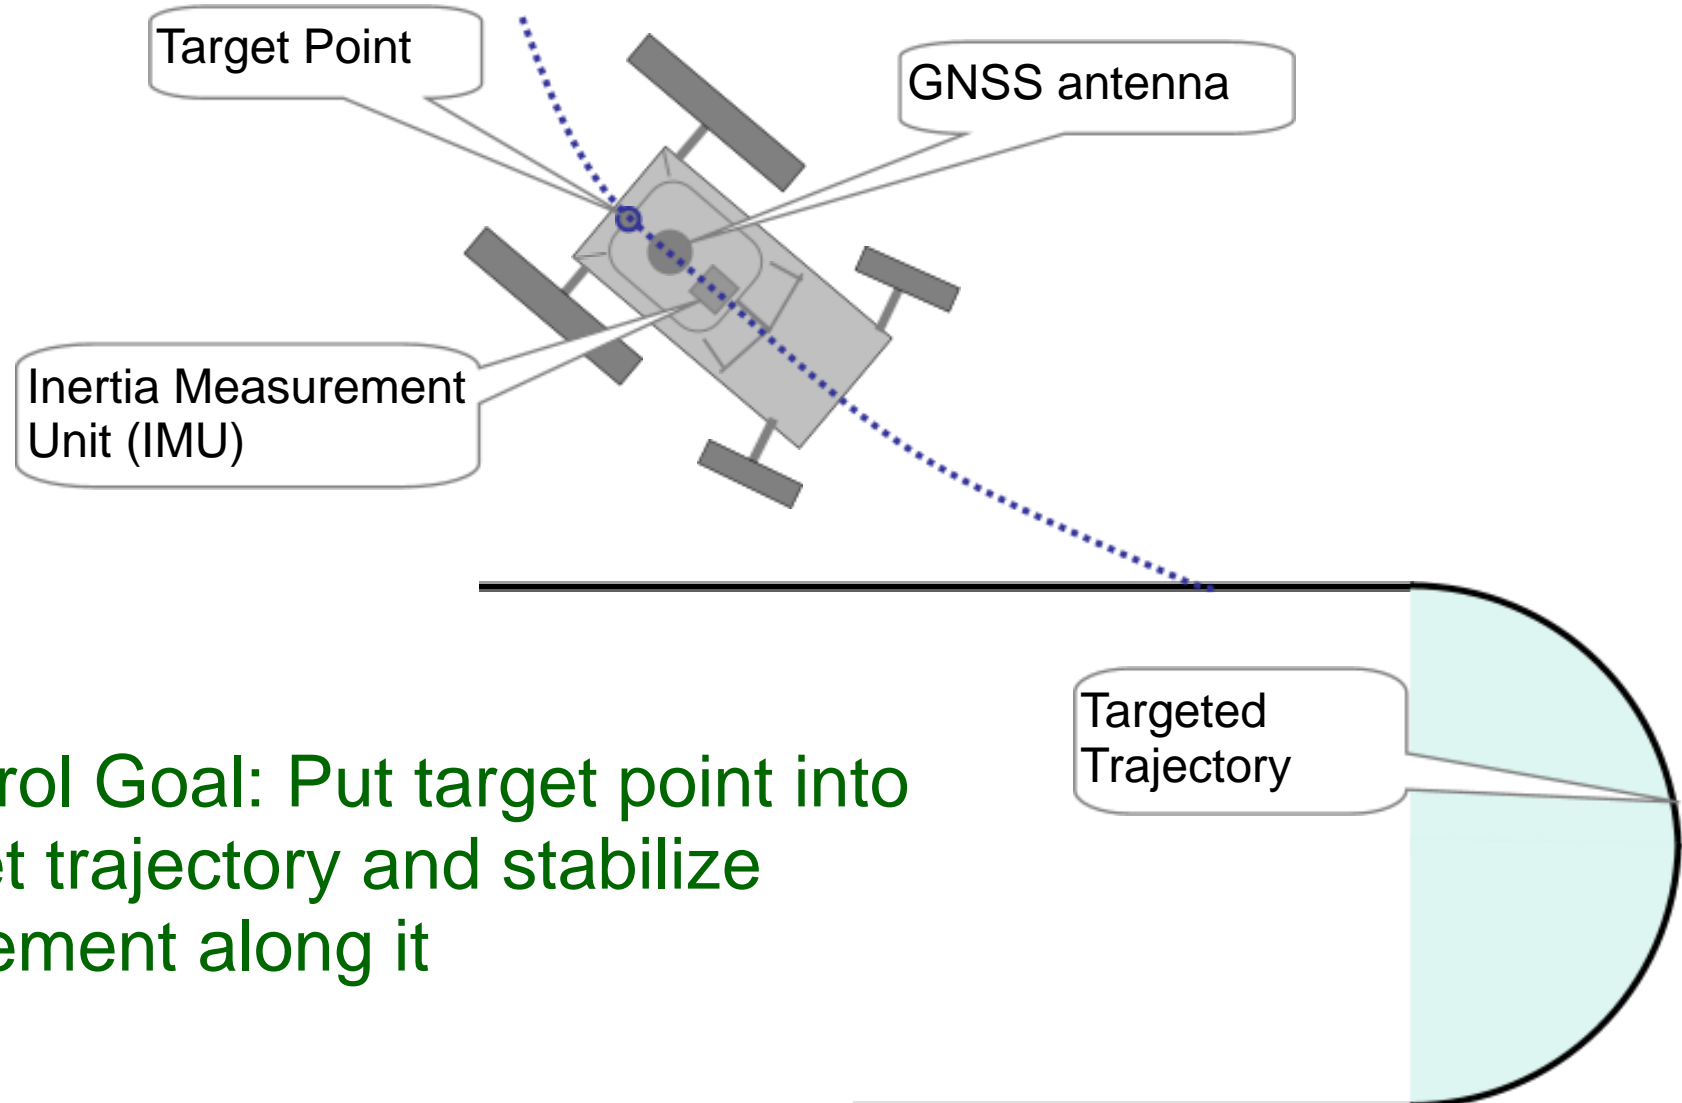 Target Point
GNSS antenna
Inertia Measurement
Unit (IMU)
Targeted
Trajectory
rol Goal: Put target point into
et trajectory and stabilize
ement along it